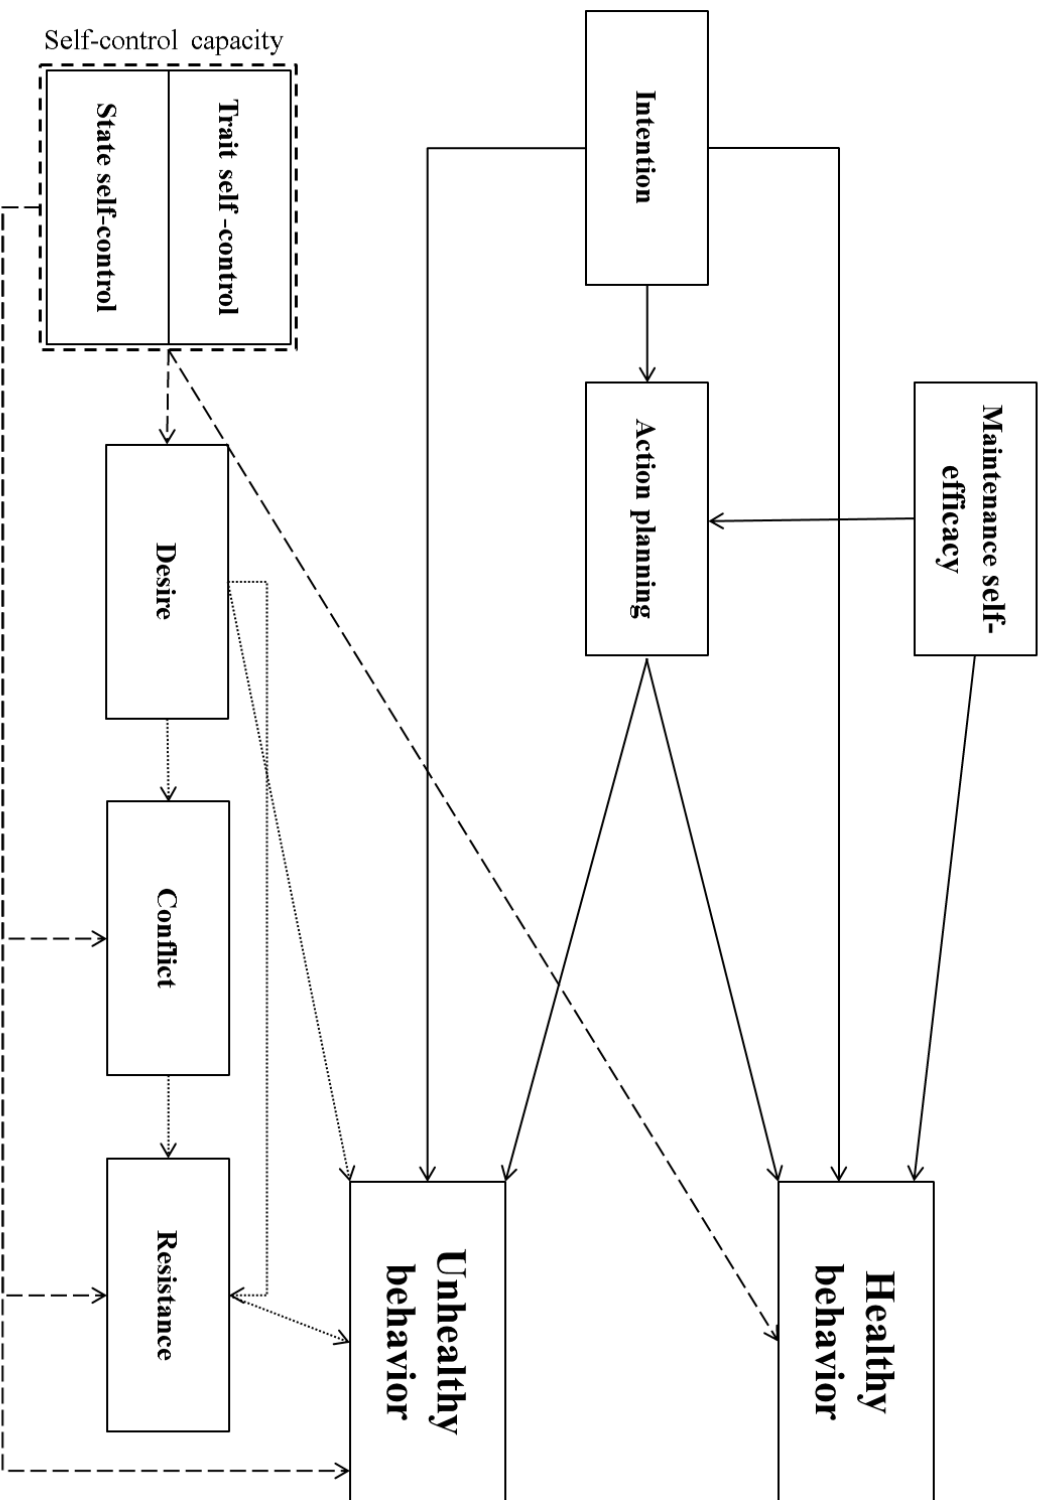 Self-control capacity
Trait self-control
State self-control
Intention
Maintenance self-
efficacy
Action planning
Desire
Conflict
Resistance
Healthy
behavior
Unhealthy
behavior